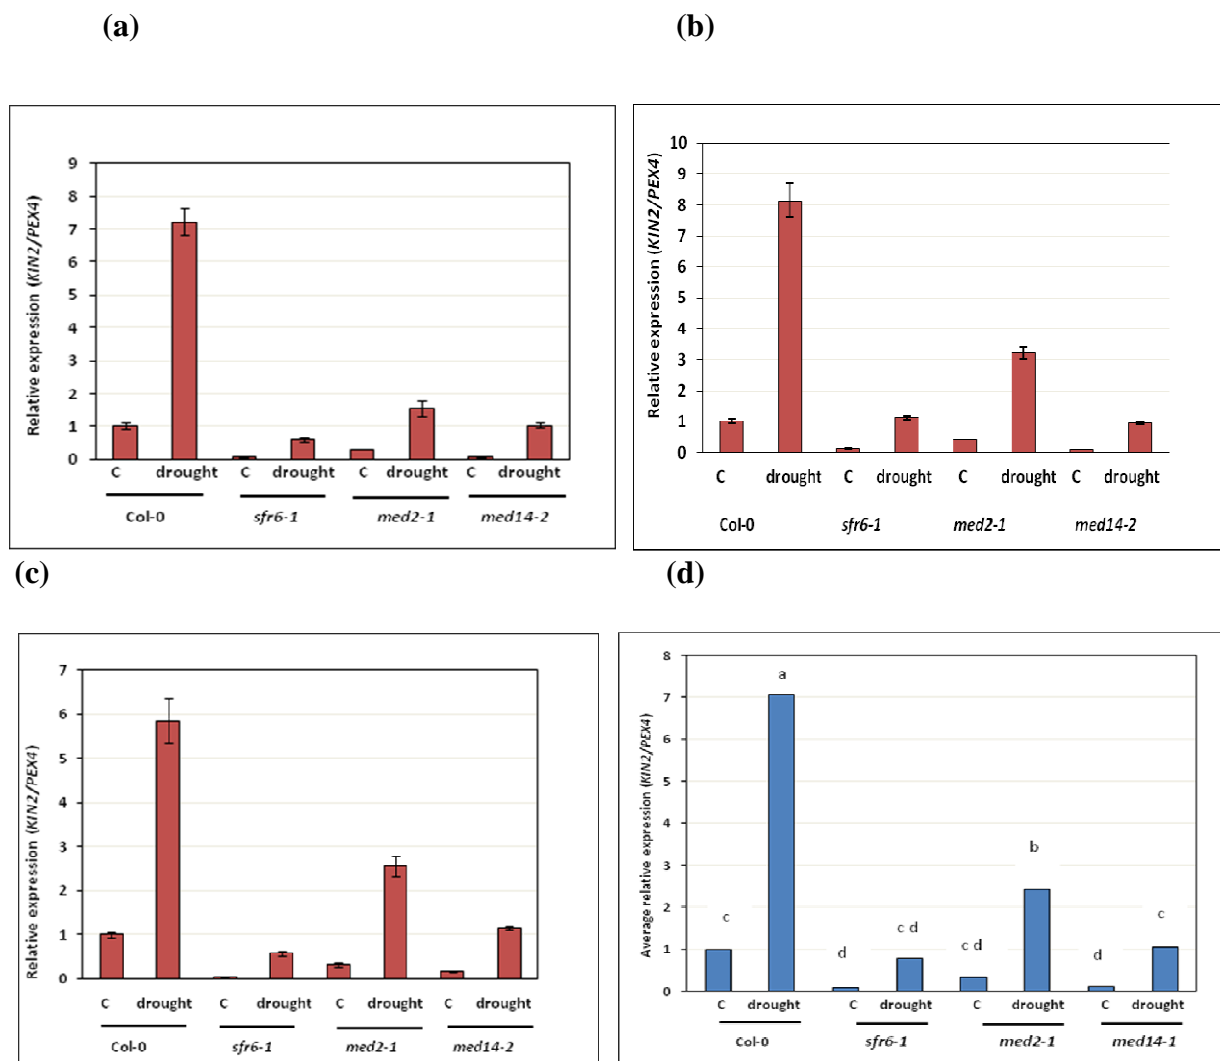 (a)
(b)
Relative expression (KIN2/PEX4)
9
8
7
6
5
4
3
2
1
0
C drought C drought C drought C drought
Col-0 sfr6-1 med2-1 med14-2
Relative expression (KIN2/PEX4)
10
9
8
7
6
5
4
3
2
1
0
C drought C drought C drought C drought
Col-0 sfr6-1 med2-1 med14-2
(c)
(d)
Relative expression (KIN2/PEX4)
7
6
5
4
3
2
1
0
C drought C drought C drought C drought
Col-0 sfr6-1 med2-1 med14-2
Average relative expression (KIN2/PEX4)
8
7
6
5
4
3
2
1
0
c a d c d c d b d c
C drought C drought C drought C drought
Col-0 sfr6-1 med2-1 med14-1